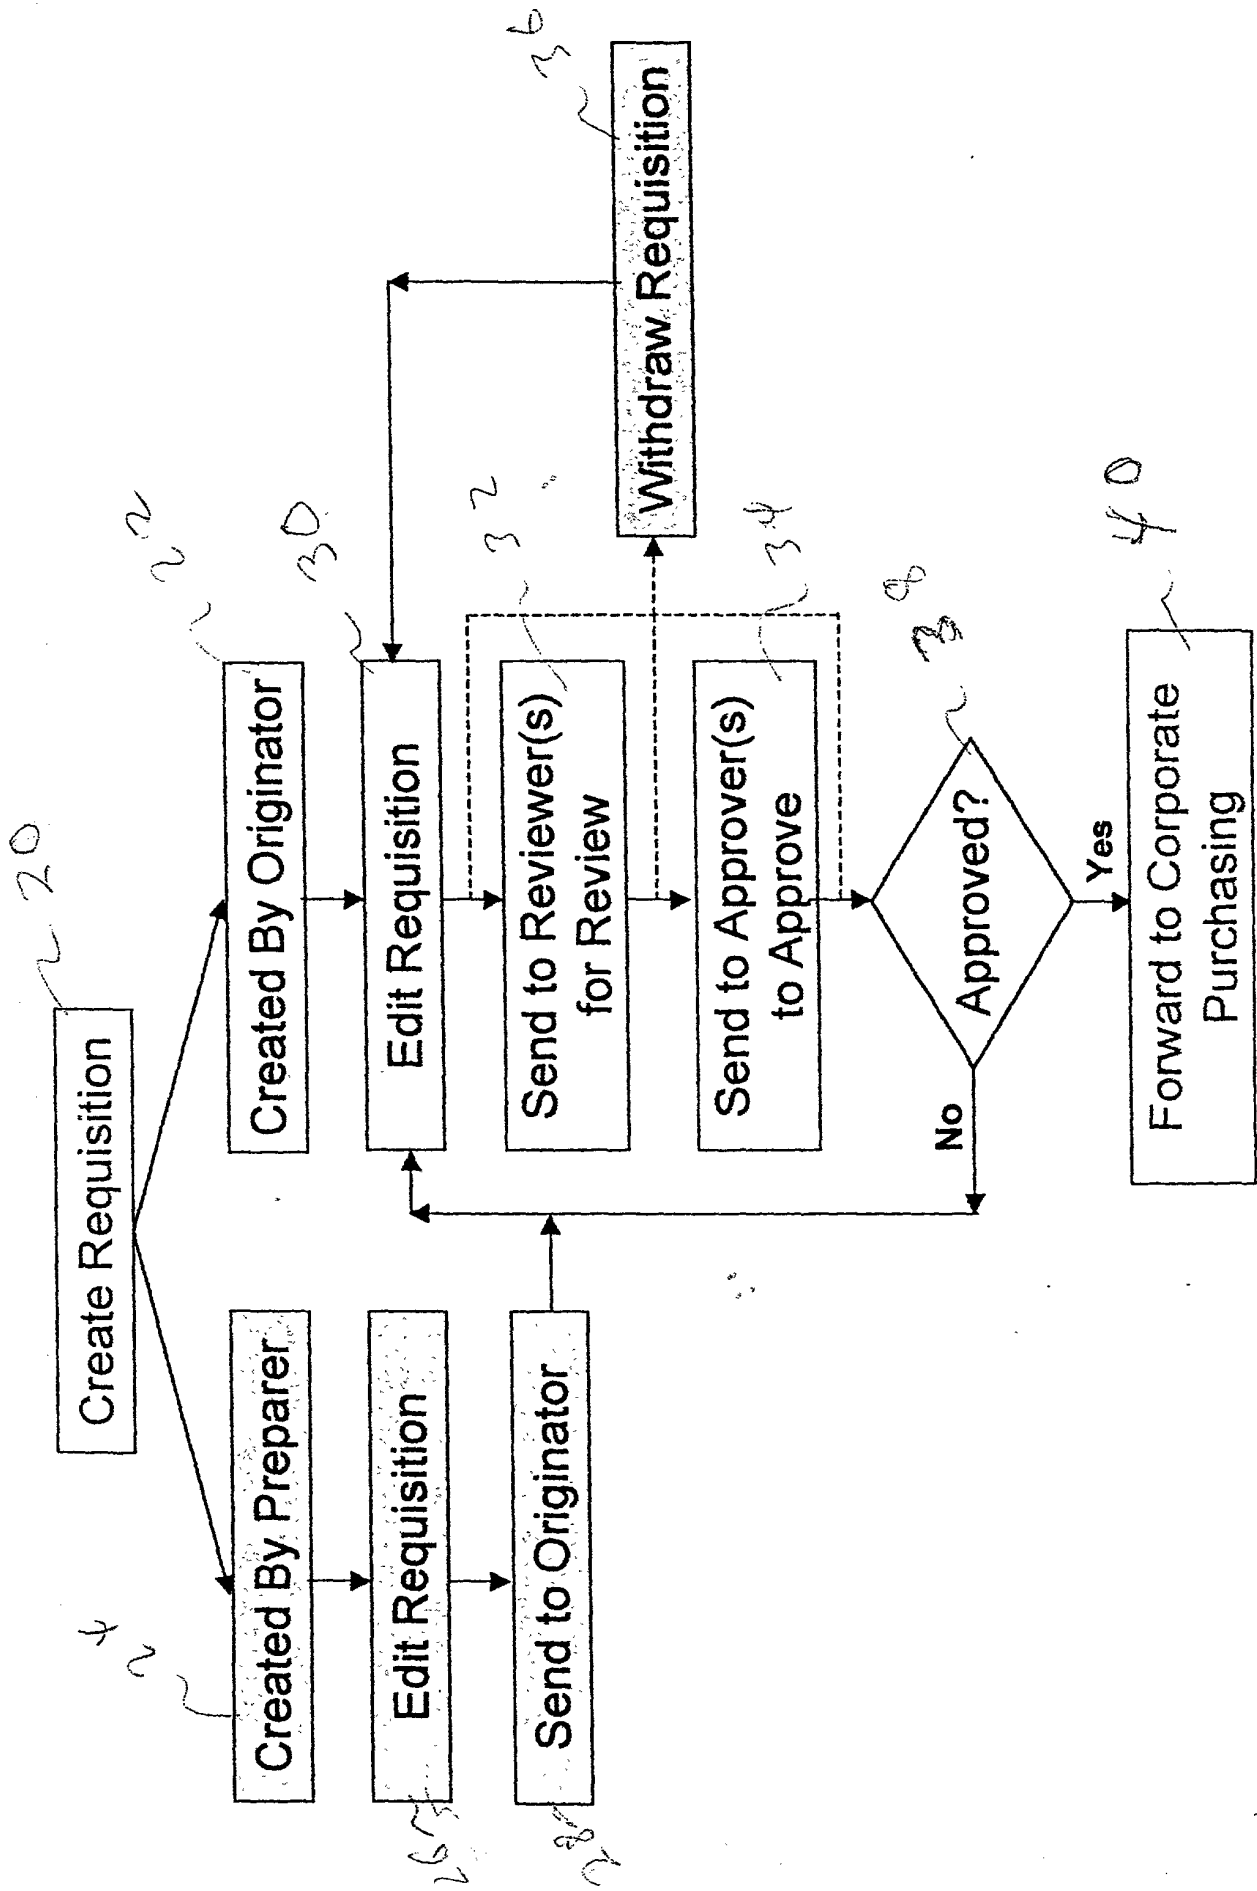 20
Create Requisition
24
Created By Preparer
22
Created By Originator
26
Edit Requisition
30
Edit Requisition
28
Send to Originator
32
Send to Reviewer(s)
for Review
36
Withdraw Requisition
34
Send to Approver(s)
to Approve
38
Approved?
No
Yes
40
Forward to Corporate
Purchasing